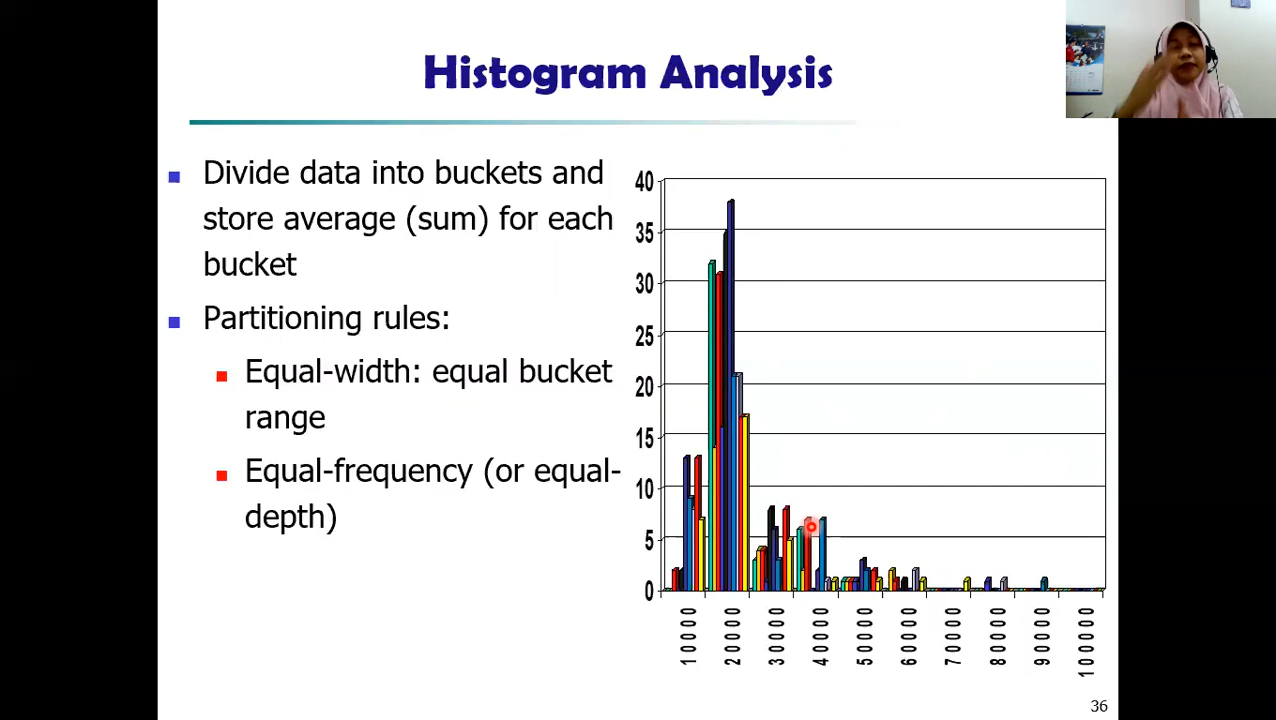 Histogram Analysis
Divide data into buckets and
store average (sum) for each
bucket
Partitioning rules:
Equal-width: equal bucket
range
Equal-frequency (or equal-
depth)
40
35
30
25
20
15
10
5
0
10000
20000
30000
40000
50000
60000
70000
80000
90000
100000
36